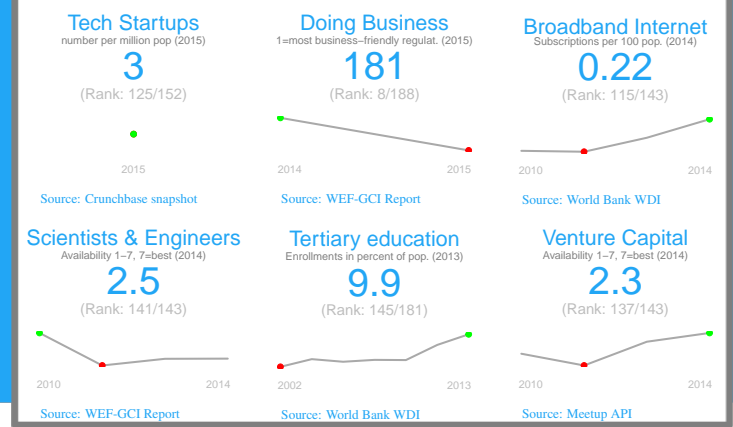 Tech Startups
number per million pop (2015)
3
(Rank: 125/152)
2015
Source: Crunchbase snapshot
Doing Business
1=most business−friendly regulat. (2015)
181
(Rank: 8/188)
2014 2015
Source: WEF-GCI Report
Broadband Internet
Subscriptions per 100 pop. (2014)
0.22
(Rank: 115/143)
2010 2014
Source: World Bank WDI
Scientists & Engineers
Availability 1−7, 7=best (2014)
2.5
(Rank: 141/143)
2010 2014
Source: WEF-GCI Report
Tertiary education
Enrollments in percent of pop. (2013)
9.9
(Rank: 145/181)
2002 2013
Source: World Bank WDI
Venture Capital
Availability 1−7, 7=best (2014)
2.3
(Rank: 137/143)
2010 2014
Source: Meetup API